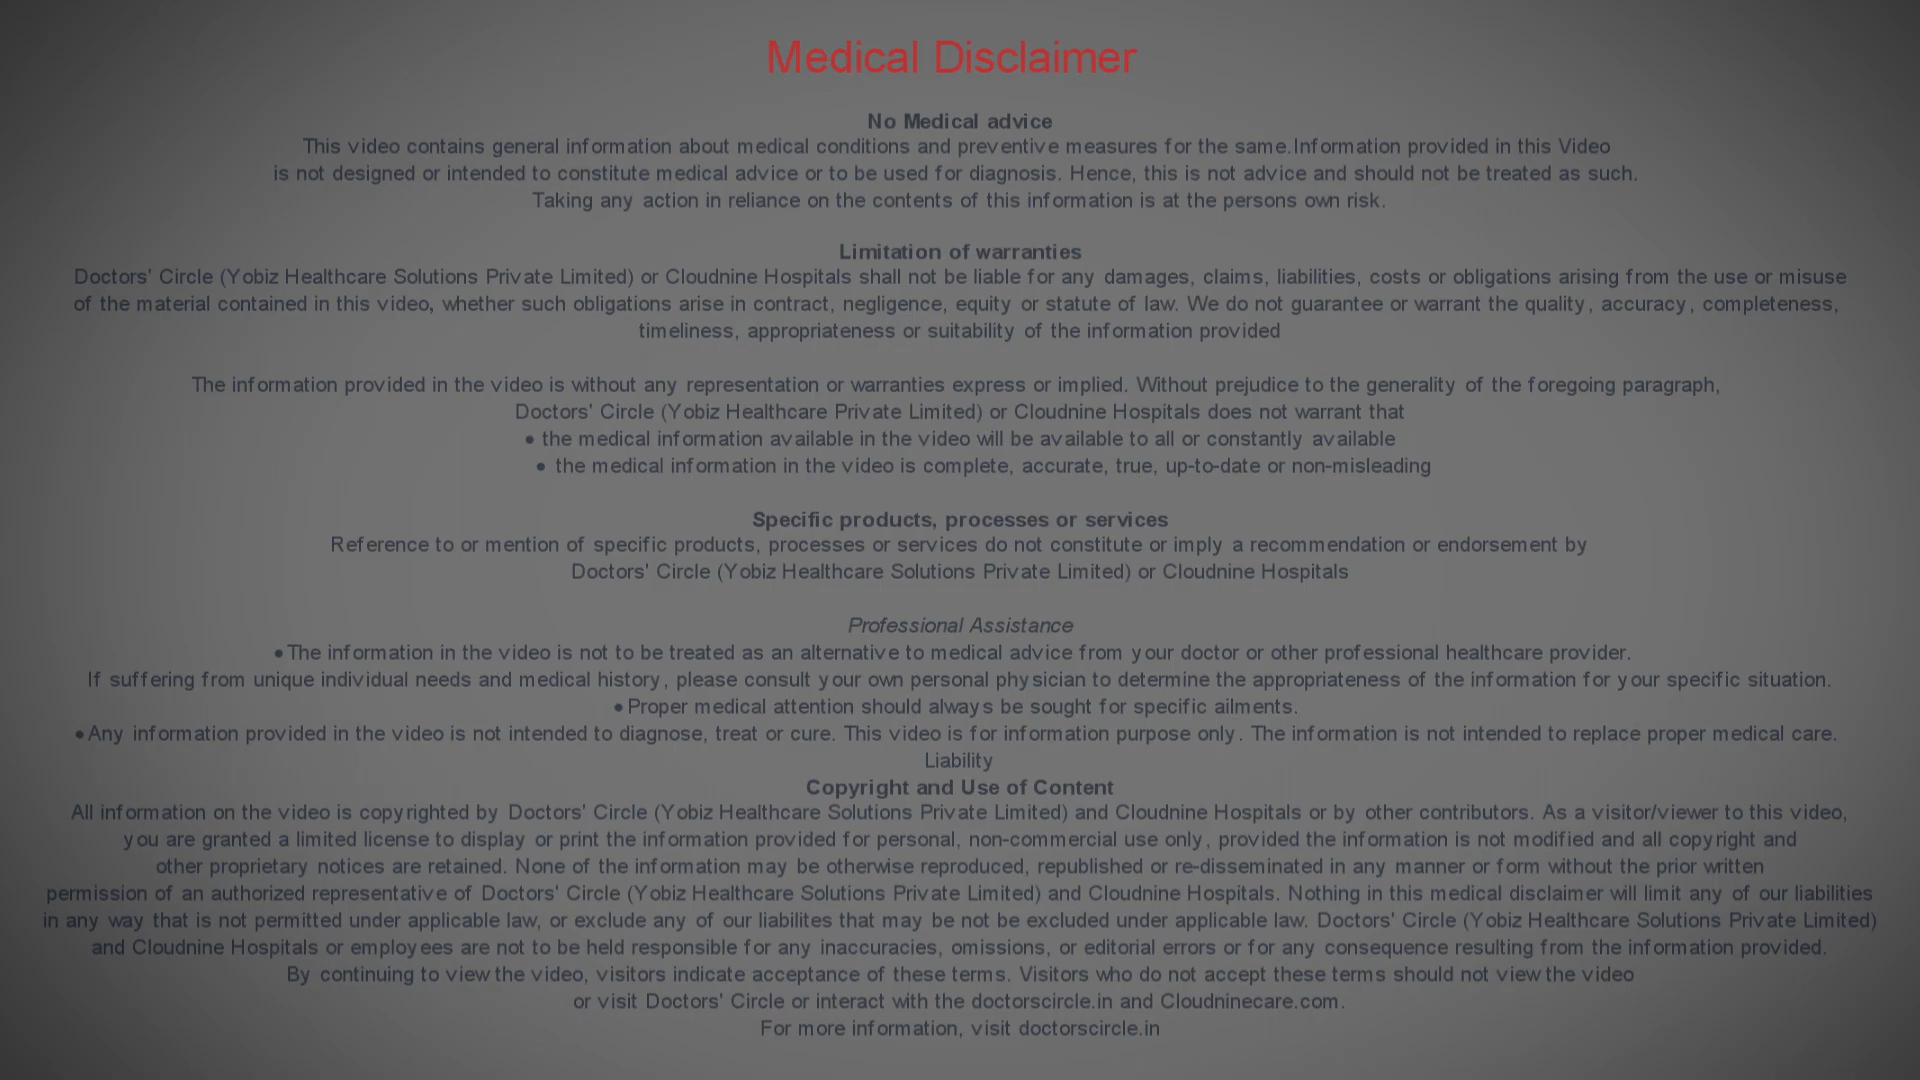 Medical Disclaimer
No Medical advice
This video contains general information about medical conditions and preventive measures for the same.Information provided in this Video
is not designed or intended to constitute medical advice or to be used for diagnosis. Hence, this is not advice and should not be treated as such.
Taking any action in reliance on the contents of this information is at the persons own risk.
Limitation of warranties
Doctors' Circle (Yobiz Healthcare Solutions Private Limited) or Cloudnine Hospitals shall not be liable for any damages, claims, liabilities, costs or obligations arising from the use or misuse
of the material contained in this video, whether such obligations arise in contract, negligence, equity or statute of law. We do not guarantee or warrant the quality, accuracy, completeness,
timeliness, appropriateness or suitability of the information provided
The information provided in the video is without any representation or warranties express or implied. Without prejudice to the generality of the foregoing paragraph,
Doctors' Circle (Yobiz Healthcare Private Limited) or Cloudnine Hospitals does not warrant that
• the medical information available in the video will be available to all or constantly available
• the medical information in the video is complete, accurate, true, up-to-date or non-misleading
Specific products, processes or services
Reference to or mention of specific products, processes or services do not constitute or imply a recommendation or endorsement by
Doctors' Circle (Yobiz Healthcare Solutions Private Limited) or Cloudnine Hospitals
Professional Assistance
•The information in the video is not to be treated as an alternative to medical advice from your doctor or other professional healthcare provider.
If suffering from unique individual needs and medical history, please consult your own personal physician to determine the appropriateness of the information for your specific situation.
•Proper medical attention should always be sought for specific ailments.
•Any information provided in the video is not intended to diagnose, treat or cure. This video is for information purpose only. The information is not intended to replace proper medical care.
Liability
Copyright and Use of Content
All information on the video is copyrighted by Doctors' Circle (Yobiz Healthcare Solutions Private Limited) and Cloudnine Hospitals or by other contributors. As a visitor/viewer to this video,
you are granted a limited license to display or print the information provided for personal, non-commercial use only, provided the information is not modified and all copyright and
other proprietary notices are retained. None of the information may be otherwise reproduced, republished or re-disseminated in any manner or form without the prior written
permission of an authorized representative of Doctors' Circle (Yobiz Healthcare Solutions Private Limited) and Cloudnine Hospitals. Nothing in this medical disclaimer will limit any of our liabilities
in any way that is not permitted under applicable law, or exclude any of our liabilites that may be not be excluded under applicable law. Doctors' Circle (Yobiz Healthcare Solutions Private Limited)
and Cloudnine Hospitals or employees are not to be held responsible for any inaccuracies, omissions, or editorial errors or for any consequence resulting from the information provided.
By continuing to view the video, visitors indicate acceptance of these terms. Visitors who do not accept these terms should not view the video
or visit Doctors' Circle or interact with the doctorscircle.in and Cloudninecare.com.
For more information, visit doctorscircle.in